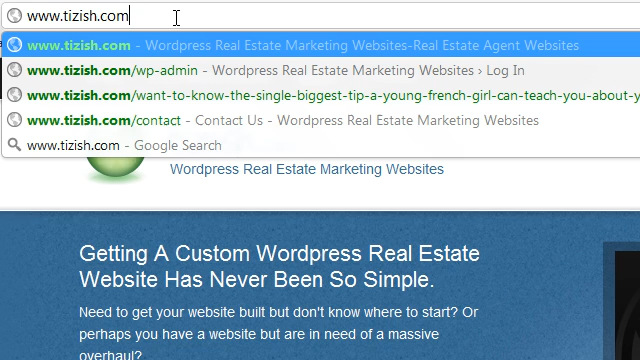 www.tizish.com
www.tizish.com - Wordpress Real Estate Marketing Websites-Real Estate Agent Websites
www.tizish.com/wp-admin - Wordpress Real Estate Marketing Websites › Log In
www.tizish.com/want-to-know-the-single-biggest-tip-a-young-french-girl-can-teach-you-about-y
www.tizish.com/contact - Contact Us - Wordpress Real Estate Marketing Websites
www.tizish.com - Google Search
Wordpress Real Estate Marketing Websites
Getting A Custom Wordpress Real Estate
Website Has Never Been So Simple.
Need to get your website built but don't know where to start? Or
perhaps you have a website but are in need of a massive
overhaul?